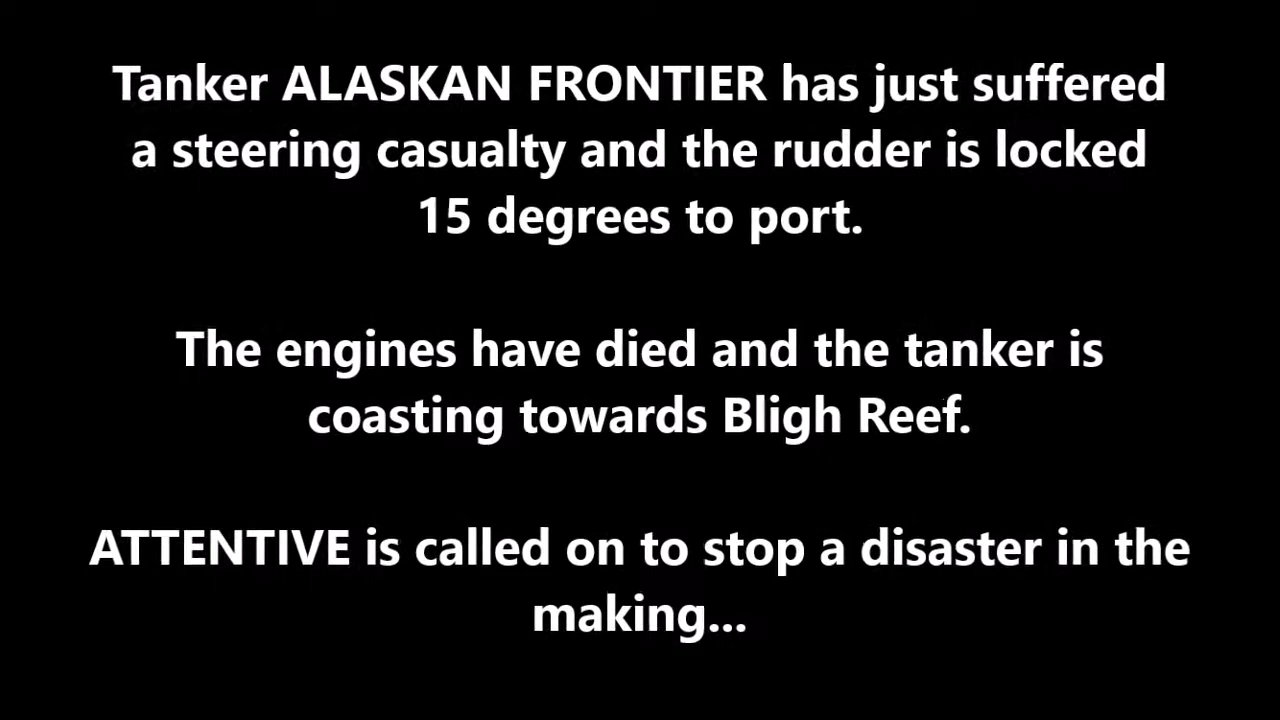 Tanker ALASKAN FRONTIER has just suffered
a steering casualty and the rudder is locked
15 degrees to port.
The engines have died and the tanker is
coasting towards Bligh Reef.
ATTENTIVE is called on to stop a disaster in the
making...